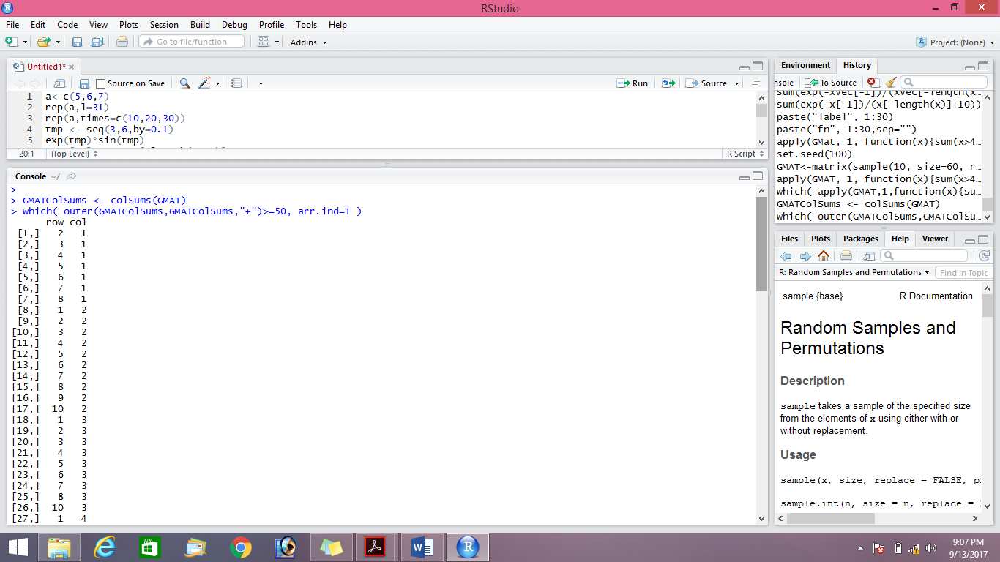 RStudio
File Edit Code View Plots Session Build Debug Profile Tools Help
Go to file/function Addins Project: (None)
Untitled1*
Source on Save Run Source
1 a<-c(5,6,7)
2 rep(a,l=31)
3 rep(a,times=c(10,20,30))
4 tmp <- seq(3,6,by=0.1)
5 exp(tmp)*sin(tmp)
20:1 (Top Level) R Script
Console ~/
>
> GMATColSums <- colSums(GMAT)
> which( outer(GMATColSums,GMATColSums,"+")>=50, arr.ind=T )
row col
[1,] 2 1
[2,] 3 1
[3,] 4 1
[4,] 5 1
[5,] 6 1
[6,] 7 1
[7,] 8 1
[8,] 1 2
[9,] 2 2
[10,] 3 2
[11,] 4 2
[12,] 5 2
[13,] 6 2
[14,] 7 2
[15,] 8 2
[16,] 9 2
[17,] 10 2
[18,] 1 3
[19,] 2 3
[20,] 3 3
[21,] 4 3
[22,] 5 3
[23,] 6 3
[24,] 7 3
[25,] 8 3
[26,] 10 3
[27,] 1 4
Environment History
nsole To Source
sum(exp(-xvec[-1])/(xvec[-length(x…
sum(exp(-x[-1])/(x[-length(x)]+10))
paste("label", 1:30)
paste("fn", 1:30,sep="")
apply(GMat, 1, function(x){sum(x>4…
set.seed(100)
GMAT<-matrix(sample(10, size=60, r…
apply(GMAT, 1, function(x){sum(x>4…
which( apply(GMAT,1,function(x){su…
GMATColSums <- colSums(GMAT)
which( outer(GMATColSums,GMATColSu…
Files Plots Packages Help Viewer
R: Random Samples and Permutations Find in Topic
sample {base} R Documentation
Random Samples and
Permutations
Description
sample takes a sample of the specified size
from the elements of x using either with or
without replacement.
Usage
sample(x, size, replace = FALSE, p
sample.int(n, size = n, replace =
9:07 PM
9/13/2017